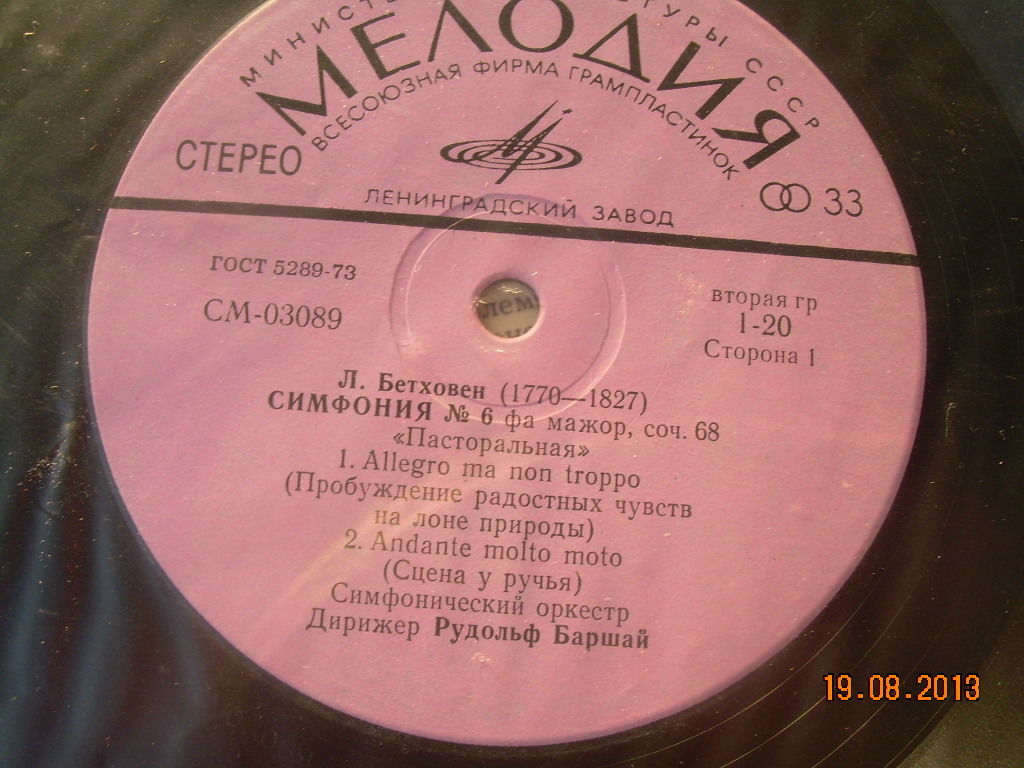 СССР
МЕЛОДИЯ
ВСЕСОЮЗНАЯ ФИРМА ГРАМПЛАСТИНОК
СТЕРЕО
33
ЛЕНИНГРАДСКИЙ ЗАВОД
ГОСТ 5289-73
СМ-03089
вторая гр
1-20
Сторона 1
Л. Бетховен (1770—1827)
СИМФОНИЯ № 6 фа мажор, соч. 68
«Пасторальная»
1. Allegro ma non troppo
(Пробуждение радостных чувств
на лоне природы)
2. Andante molto moto
(Сцена у ручья)
Симфонический оркестр
Дирижер Рудольф Баршай
19.08.2013